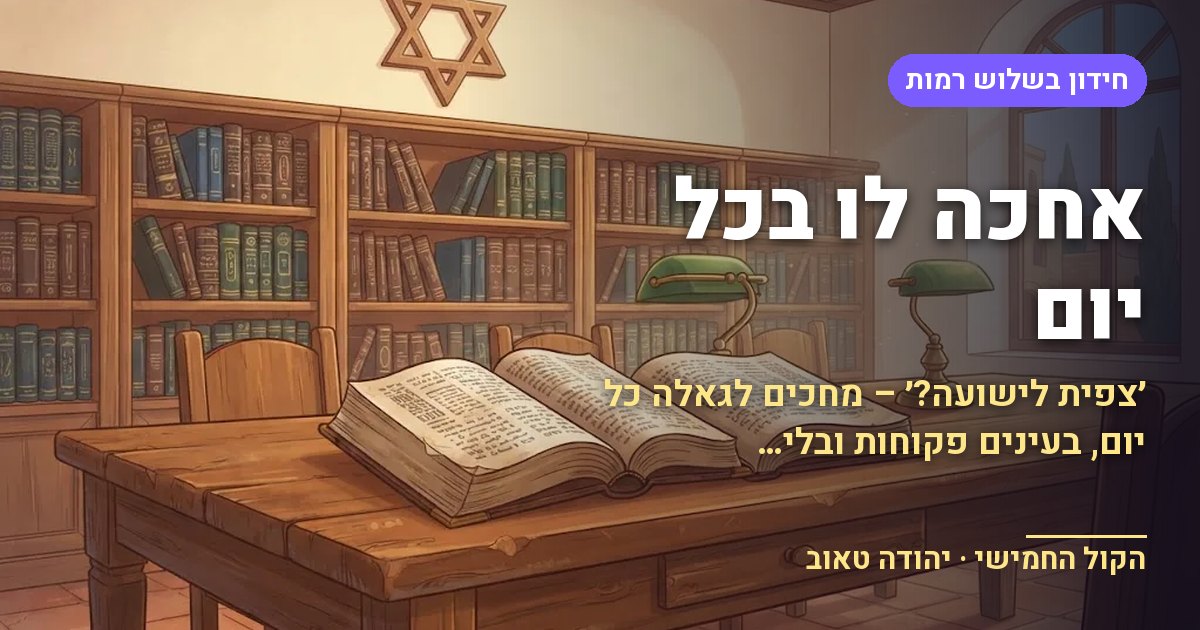 חידון בשלוש רמות
אחכה לו בכל
יום
'צפית לישועה?' – מחכים לגאלה כל
יום, בעינים פקוחות ובלי…
הקול החמישי · יהודה טאוב